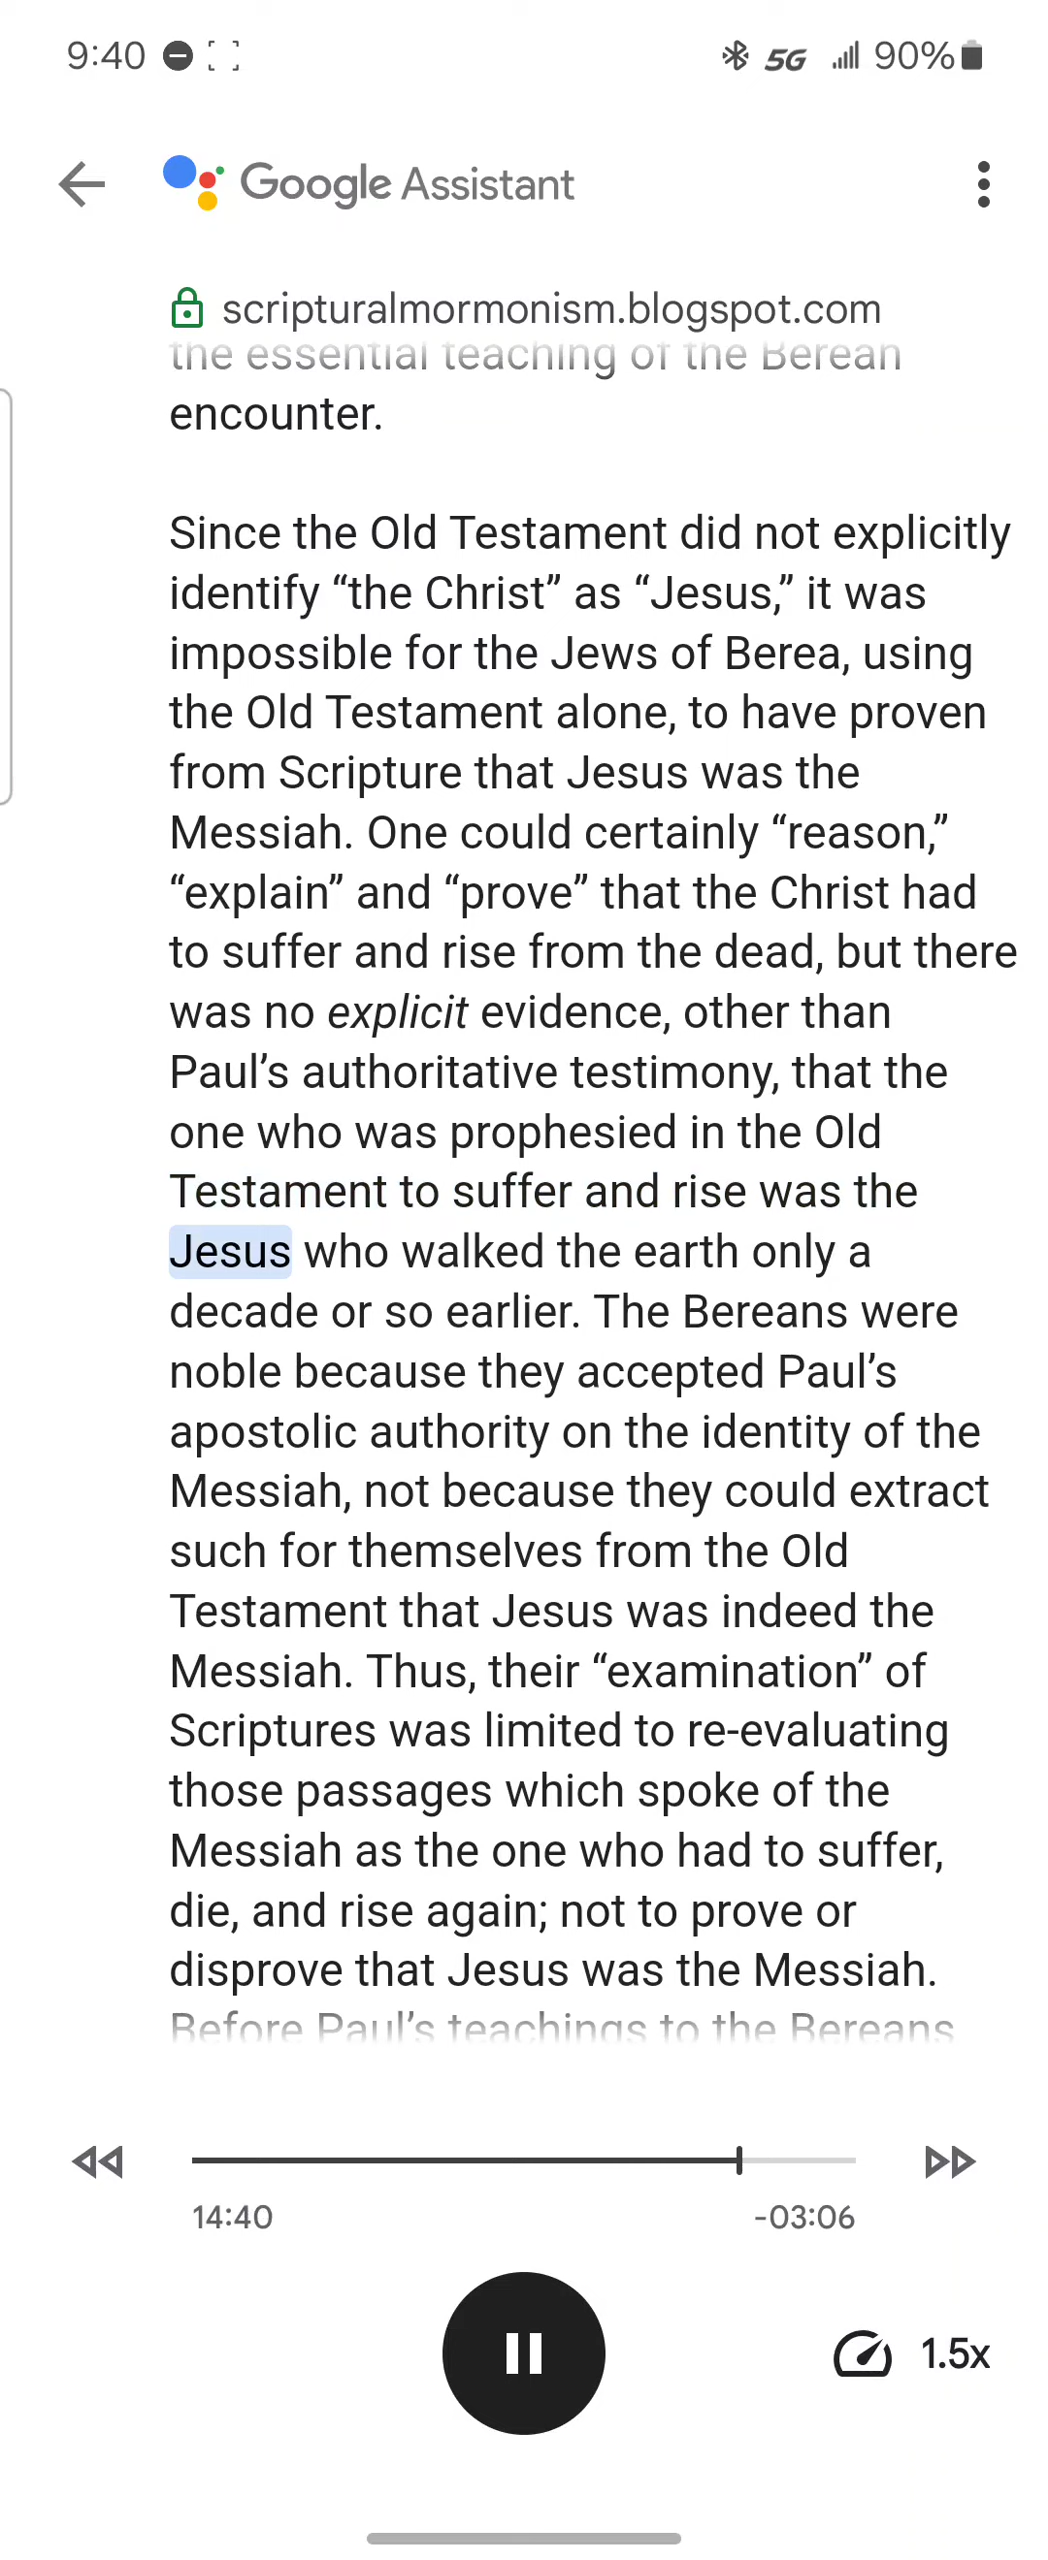 9:40
5G
90%
Google Assistant
scripturalmormonism.blogspot.com
the essential teaching of the Berean
encounter.
Since the Old Testament did not explicitly
identify “the Christ” as “Jesus,” it was
impossible for the Jews of Berea, using
the Old Testament alone, to have proven
from Scripture that Jesus was the
Messiah. One could certainly “reason,”
“explain” and “prove” that the Christ had
to suffer and rise from the dead, but there
was no explicit evidence, other than
Paul’s authoritative testimony, that the
one who was prophesied in the Old
Testament to suffer and rise was the
Jesus who walked the earth only a
decade or so earlier. The Bereans were
noble because they accepted Paul’s
apostolic authority on the identity of the
Messiah, not because they could extract
such for themselves from the Old
Testament that Jesus was indeed the
Messiah. Thus, their “examination” of
Scriptures was limited to re-evaluating
those passages which spoke of the
Messiah as the one who had to suffer,
die, and rise again; not to prove or
disprove that Jesus was the Messiah.
Before Paul’s teachings to the Bereans
14:40
-03:06
1.5x